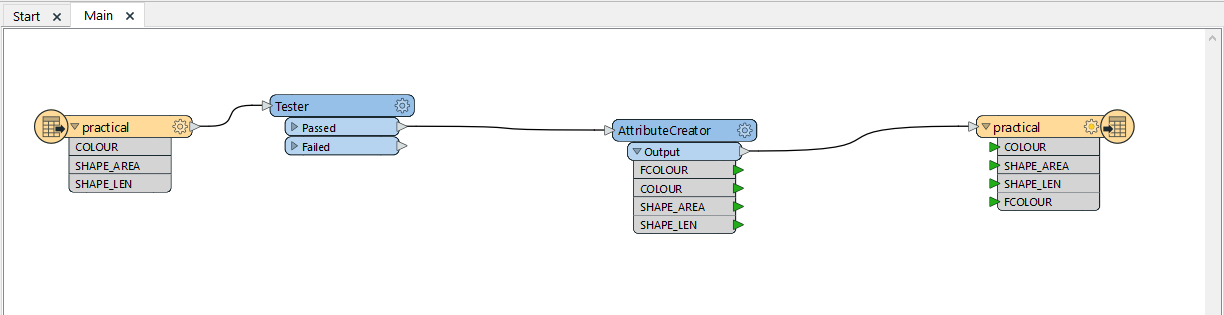 Start
Main
practical
COLOUR
SHAPE_AREA
SHAPE_LEN
Tester
Passed
Failed
AttributeCreator
Output
FCOLOUR
COLOUR
SHAPE_AREA
SHAPE_LEN
practical
COLOUR
SHAPE_AREA
SHAPE_LEN
FCOLOUR